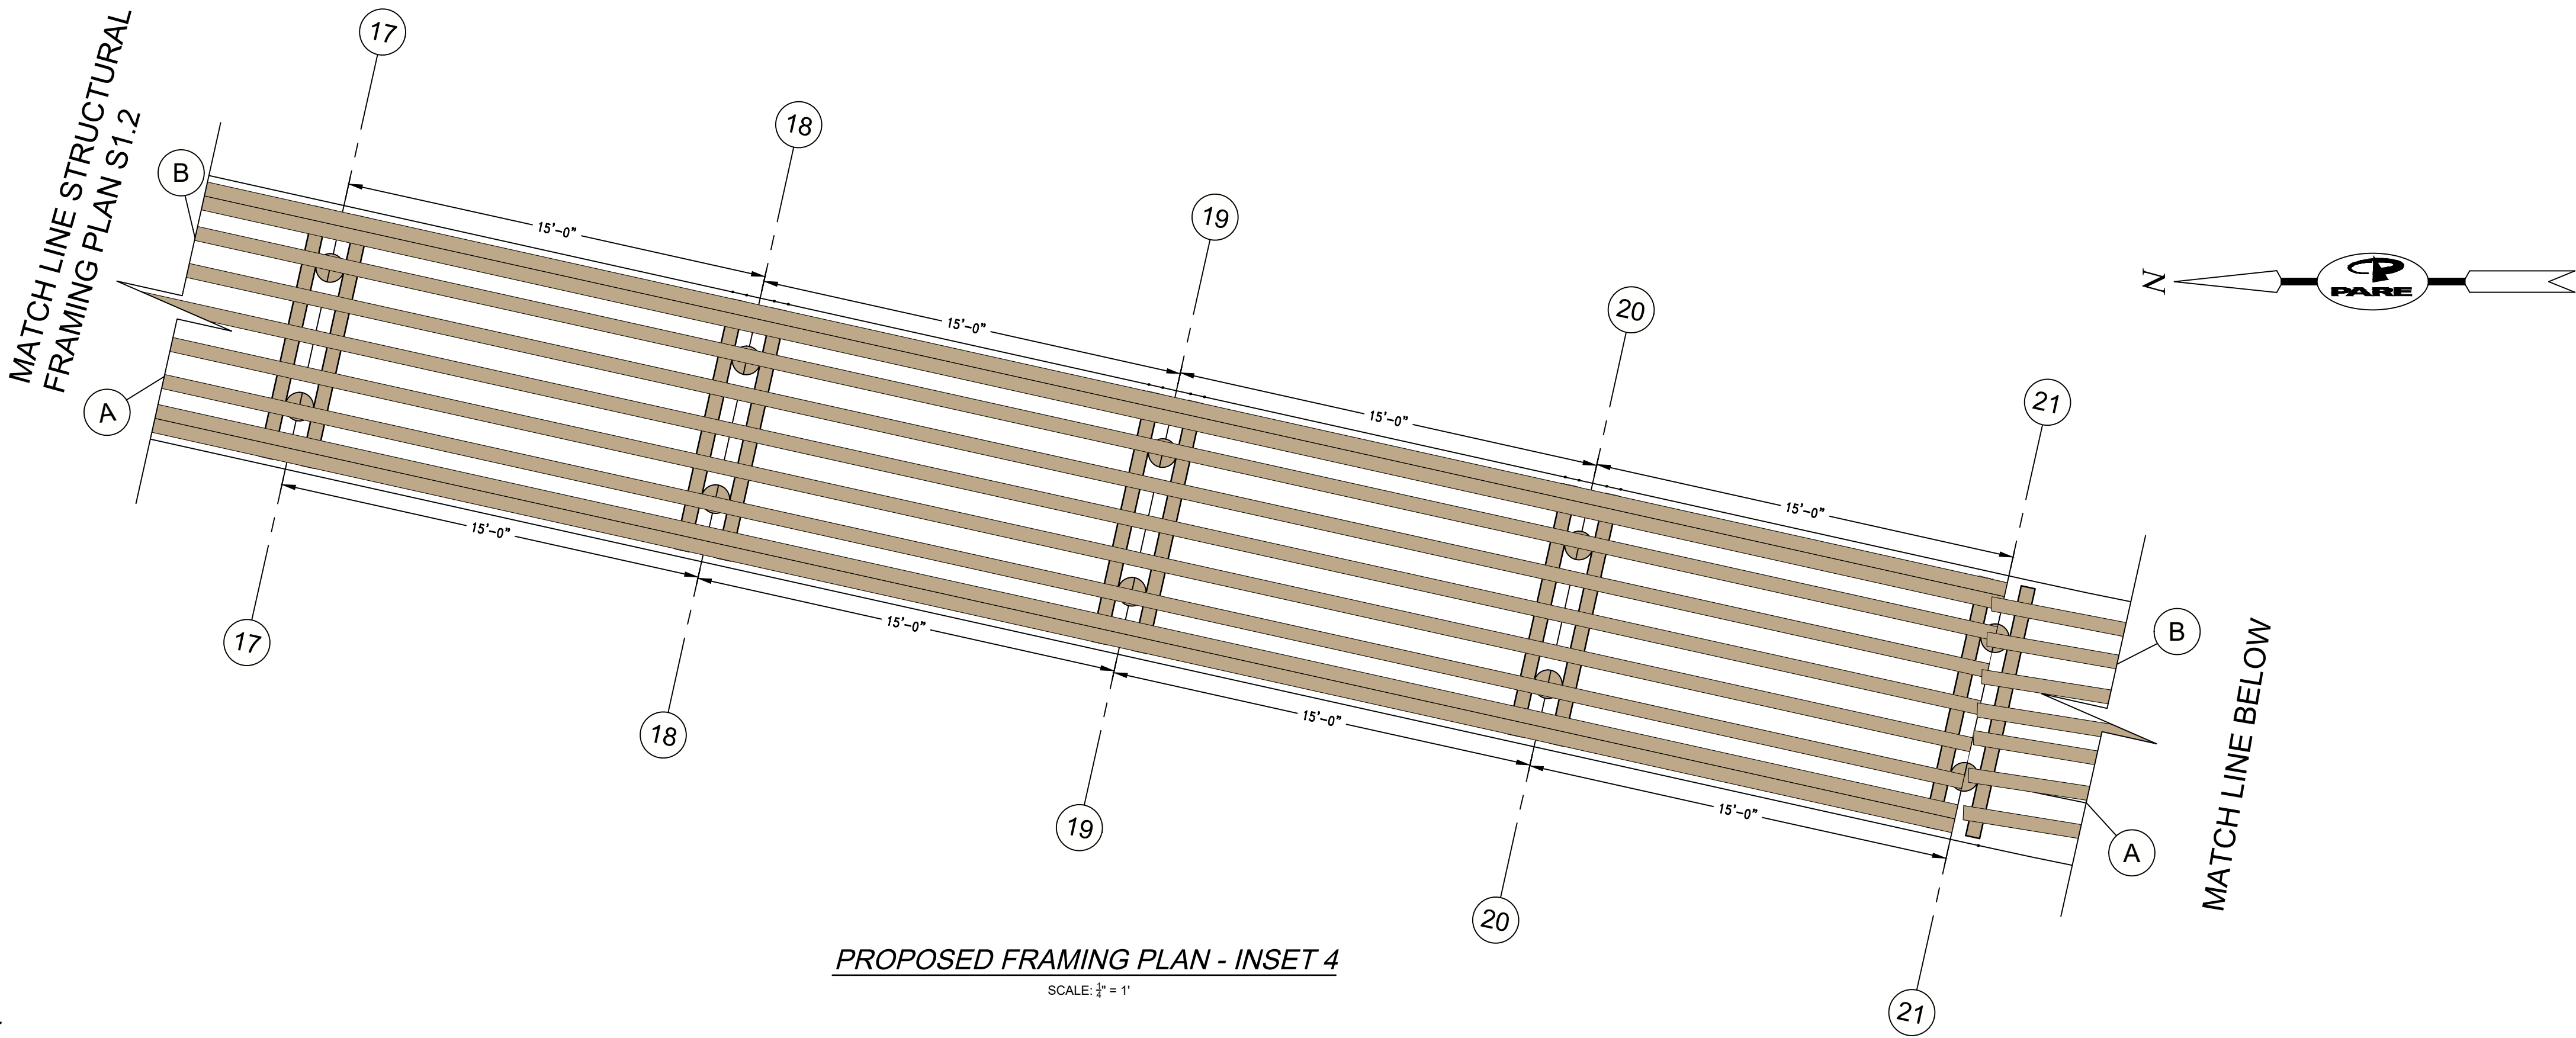 MATCH LINE STRUCTURAL
FRAMING PLAN S1.2
17
18
19
20
21
B
A
15'-0"
15'-0"
15'-0"
15'-0"
15'-0"
15'-0"
15'-0"
15'-0"
17
18
19
20
21
B
A
MATCH LINE BELOW
N
PARE
PROPOSED FRAMING PLAN - INSET 4
SCALE: 1/4" = 1'